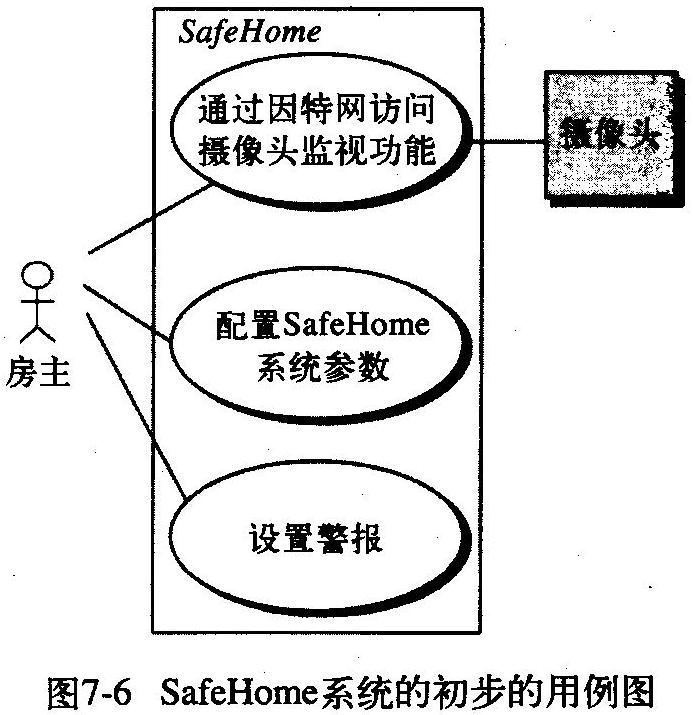 SafeHome
通过因特网访问
摄像头监视功能
摄像头
配置SafeHome
系统参数
房主
设置警报
图7-6 SafeHome系统的初步的用例图